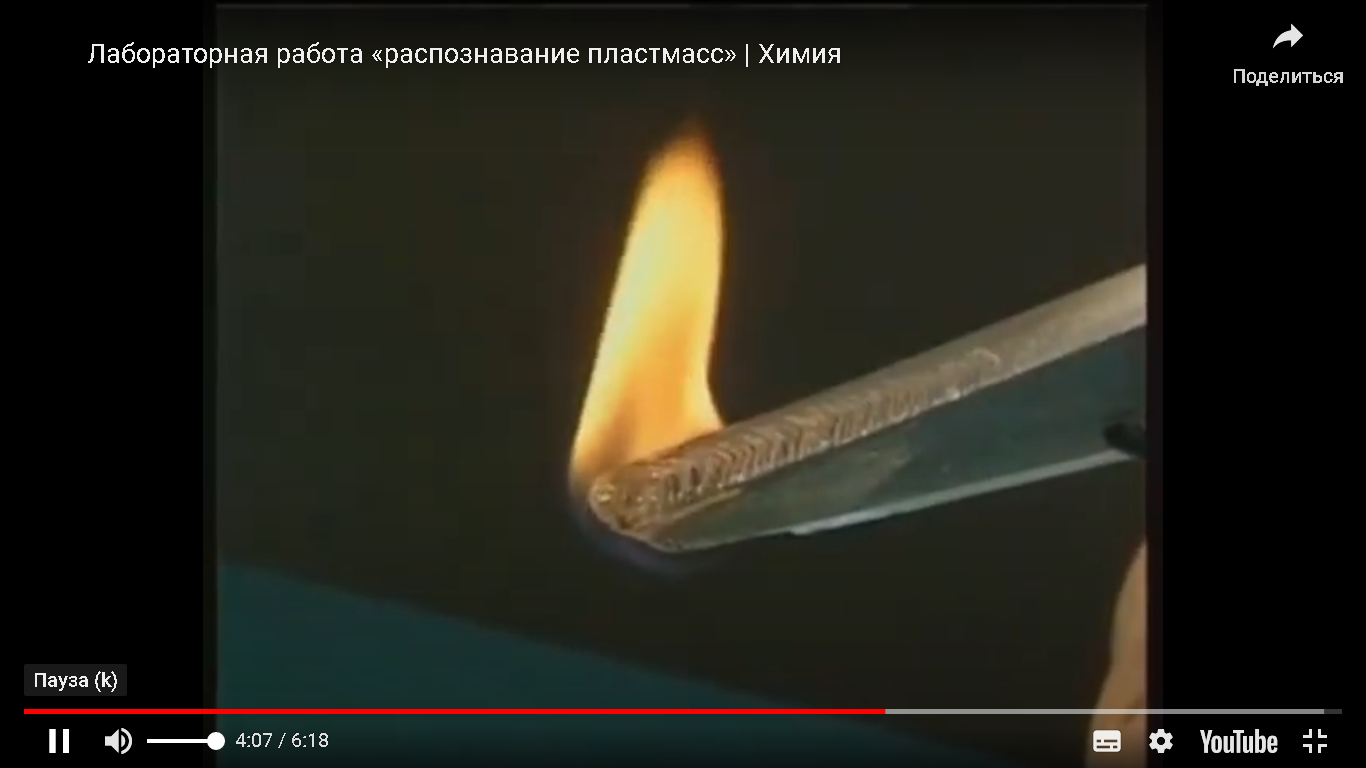 Лабораторная работа «распознавание пластмасс» | Химия
Поделиться
Пауза (k)
4:07 / 6:18
YouTube